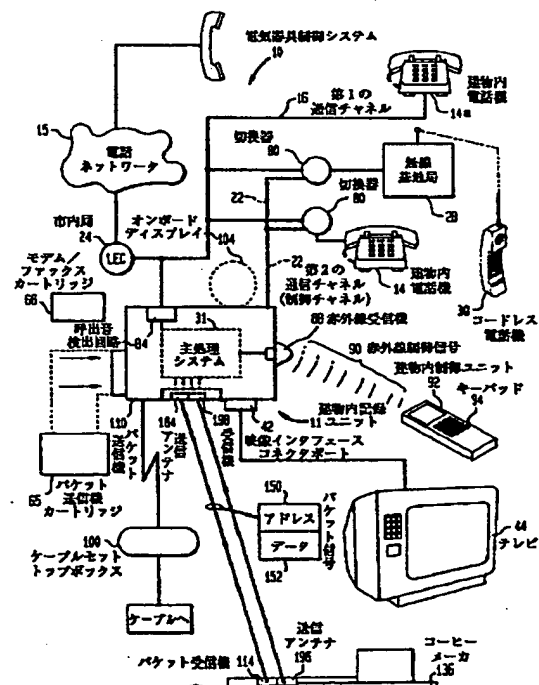 電気器具制御システム
10
16
第1の
送信チャネル
建物内
電話機
14a
15
電話
ネットワーク
切換器
80
無線
基地局
28
切換器
80
22
市内局
24
LEC
オンボード
ディスプレイ
104
22
第2の
送信チャネル
(制御チャネル)
建物内
電話機
14
30
コードレス
電話機
モデム/
ファックス
カートリッジ
66
呼出音
検出回路
84
31
主処理
システム
88 赤外線受信機
90 赤外線制御信号
建物内制御ユニット
92
キーパッド
94
建物内記録
11 ユニット
110
パケット
送信機
164
送信
アンテナ
198
切換器
42
映像インタフェース
コネクタポート
65
パケット
送信機
カートリッジ
150
アドレス
データ
152
パケット信号
44
テレビ
100
ケーブルセット
トップボックス
ケーブルへ
送信
アンテナ
パケット受信機
114
196
コーヒー
メーカ
136